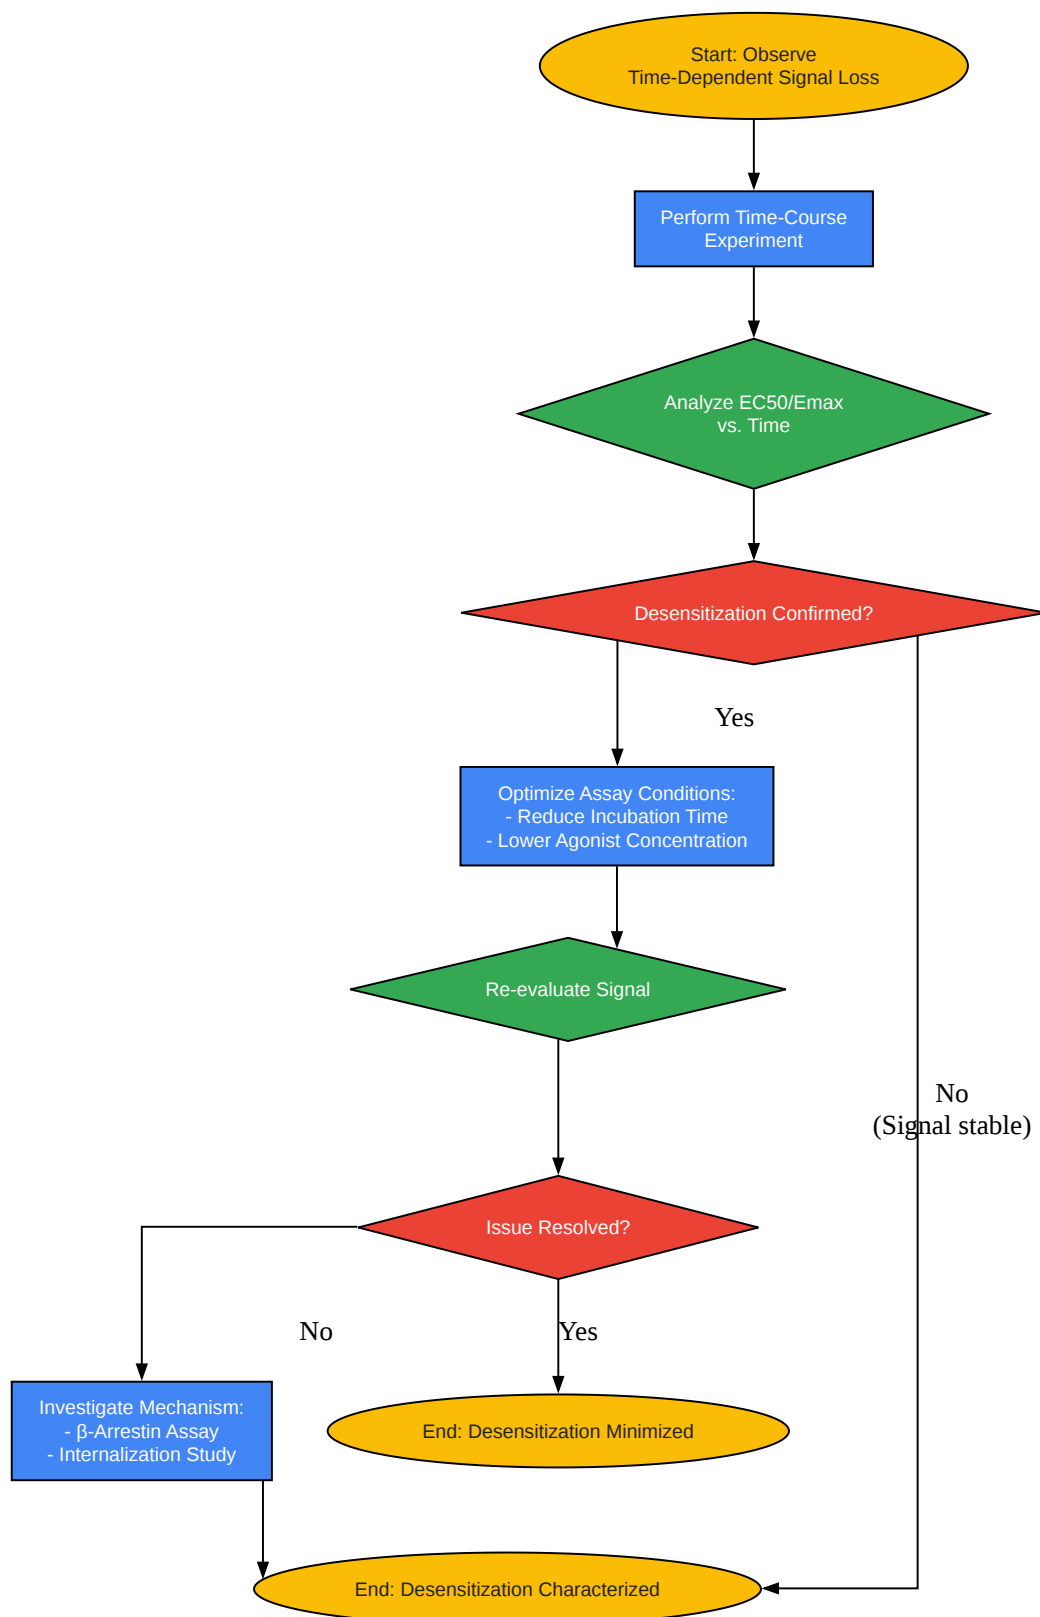 Start: Observe
Time-Dependent Signal Loss
Perform Time-Course
Experiment
Analyze EC50/Emax
vs. Time
Desensitization Confirmed?
Yes
Optimize Assay Conditions:
- Reduce Incubation Time
- Lower Agonist Concentration
Re-evaluate Signal
No
(Signal stable)
Issue Resolved?
No
Yes
Investigate Mechanism:
- β-Arrestin Assay
- Internalization Study
End: Desensitization Minimized
End: Desensitization Characterized